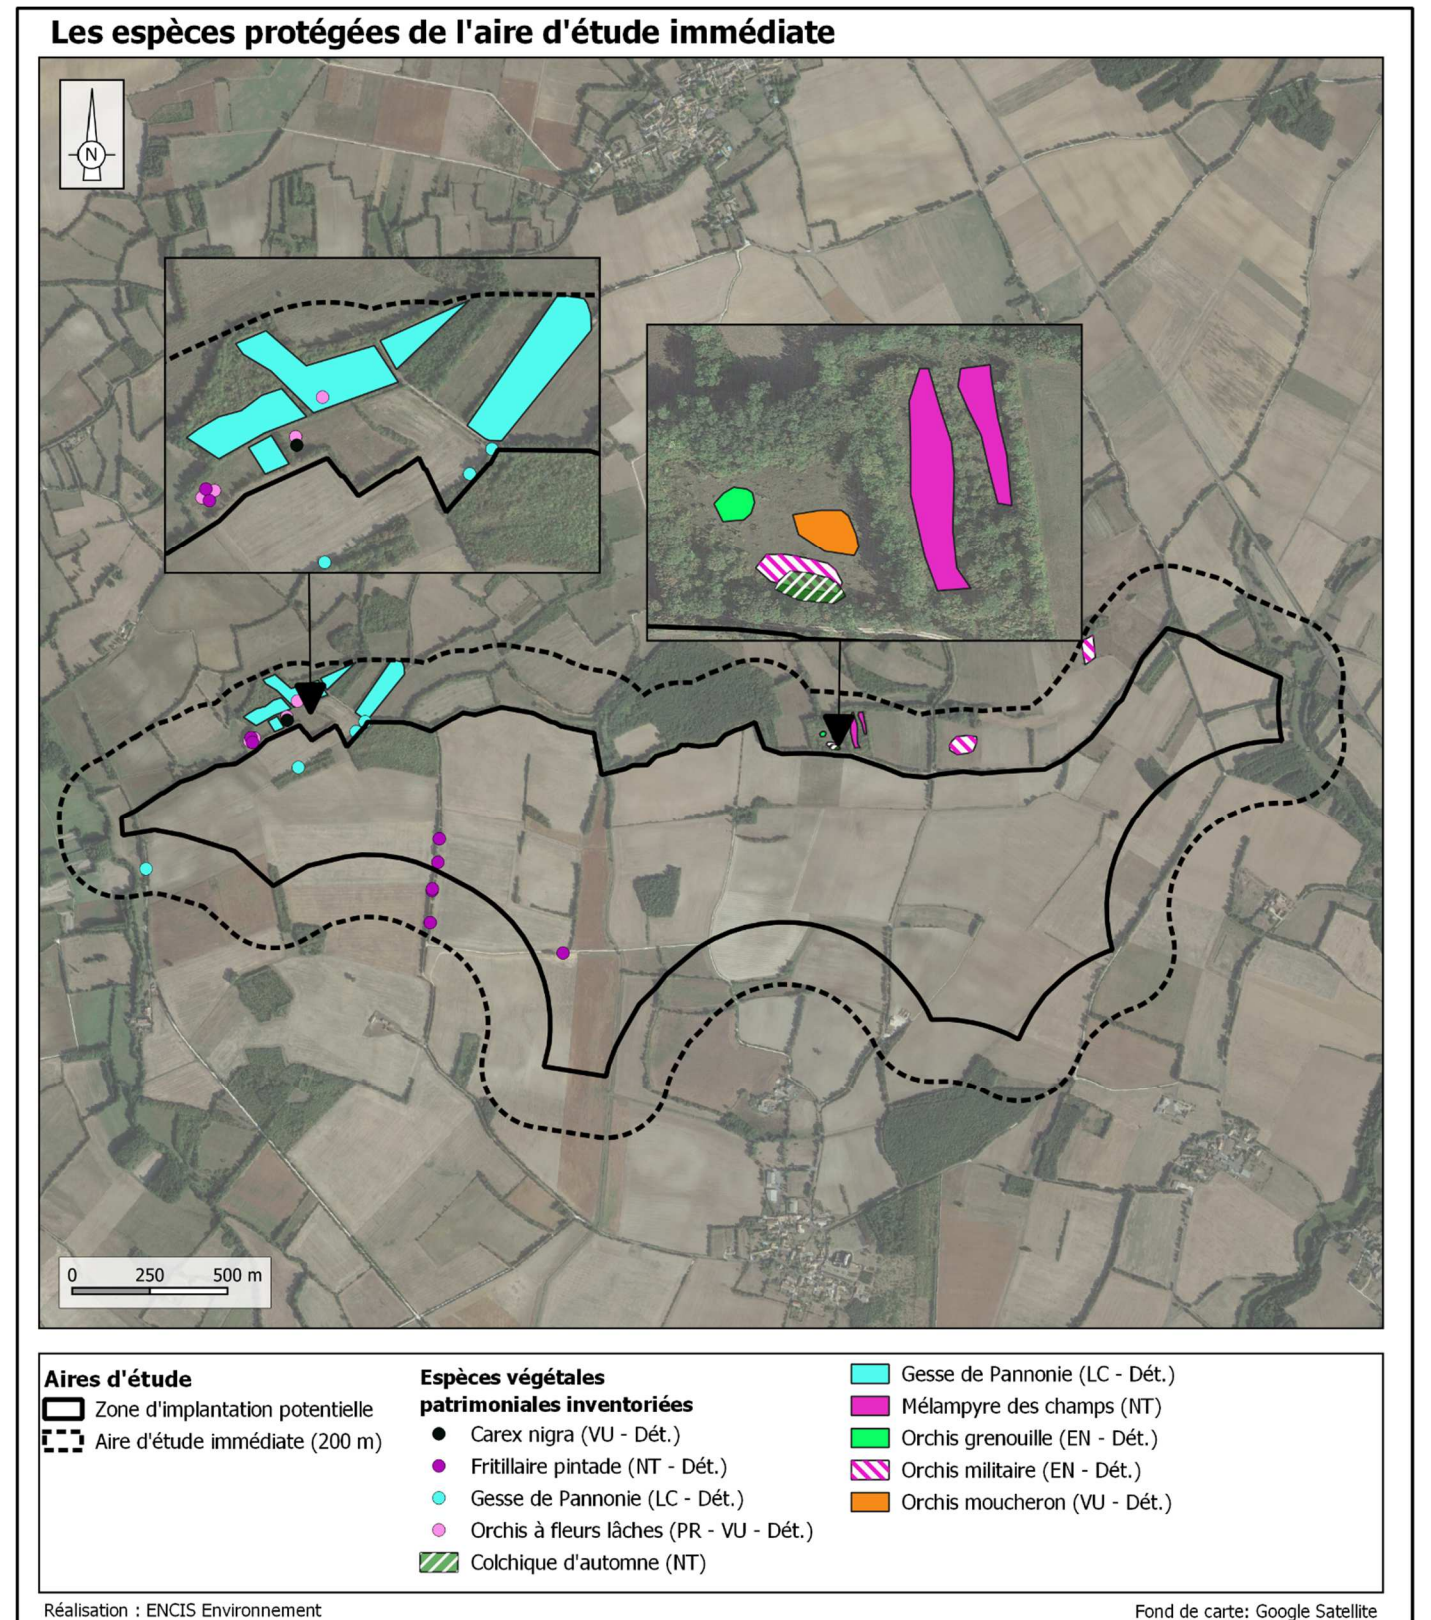 Les espèces protégées de l'aire d'étude immédiate
N
0 250 500 m
Aires d'étude
Zone d'implantation potentielle
Aire d'étude immédiate (200 m)
Espèces végétales
patrimoniales inventoriées
Carex nigra (VU - Dét.)
Fritillaire pintade (NT - Dét.)
Gesse de Pannonie (LC - Dét.)
Orchis à fleurs lâches (PR - VU - Dét.)
Colchique d'automne (NT)
Gesse de Pannonie (LC - Dét.)
Mélampyre des champs (NT)
Orchis grenouille (EN - Dét.)
Orchis militaire (EN - Dét.)
Orchis moucheron (VU - Dét.)
Réalisation : ENCIS Environnement
Fond de carte: Google Satellite